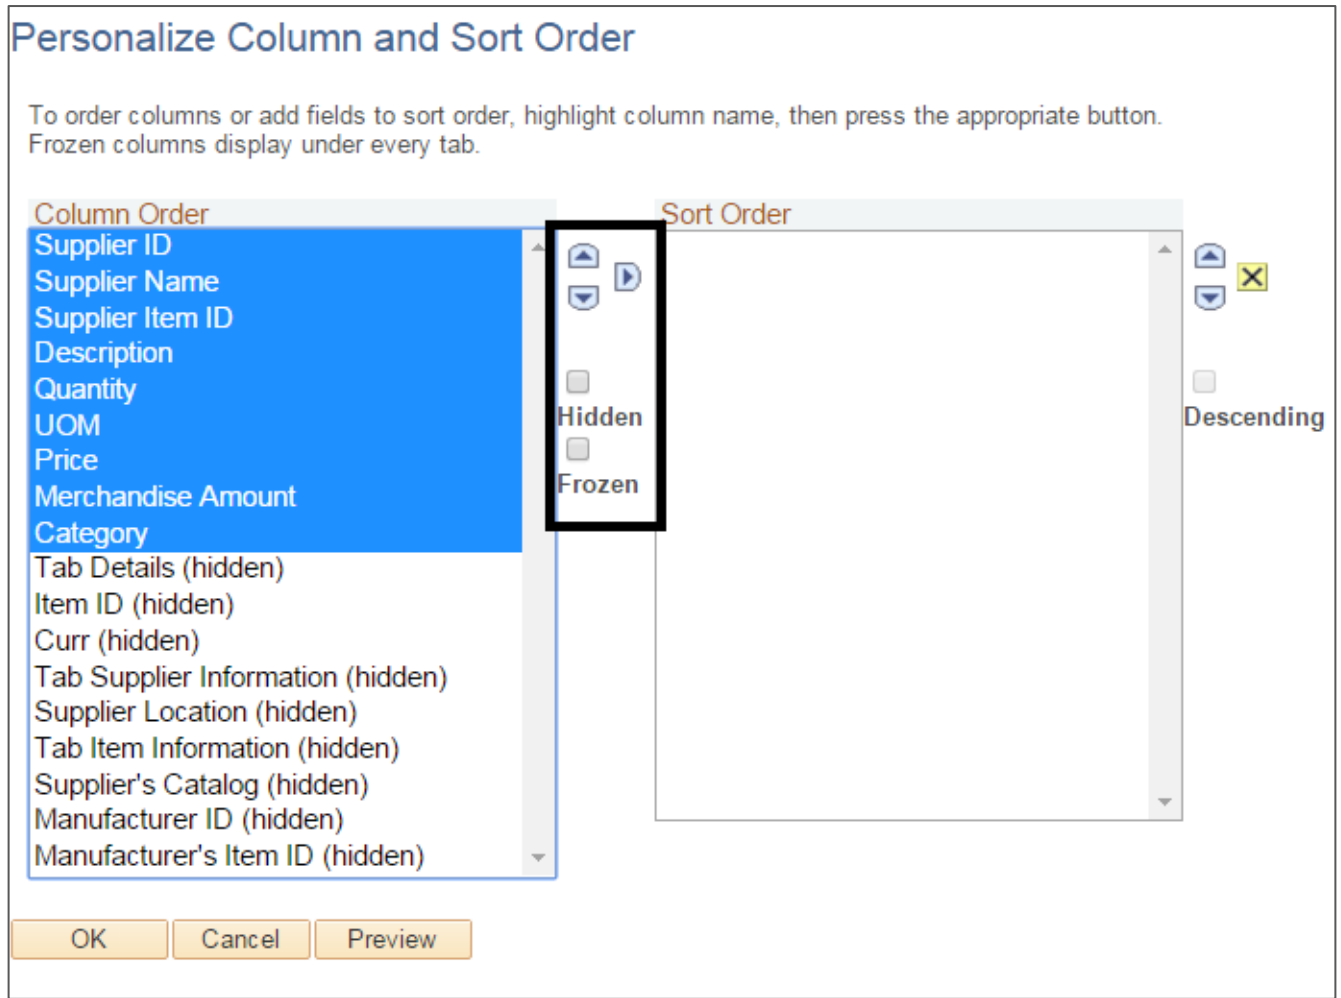 Personalize Column and Sort Order
To order columns or add fields to sort order, highlight column name, then press the appropriate button.
Frozen columns display under every tab.
Column Order
Sort Order
Supplier ID
Supplier Name
Supplier Item ID
Description
Quantity
UOM
Price
Merchandise Amount
Category
Tab Details (hidden)
Item ID (hidden)
Curr (hidden)
Tab Supplier Information (hidden)
Supplier Location (hidden)
Tab Item Information (hidden)
Supplier's Catalog (hidden)
Manufacturer ID (hidden)
Manufacturer's Item ID (hidden)
Hidden
Frozen
Descending
OK
Cancel
Preview